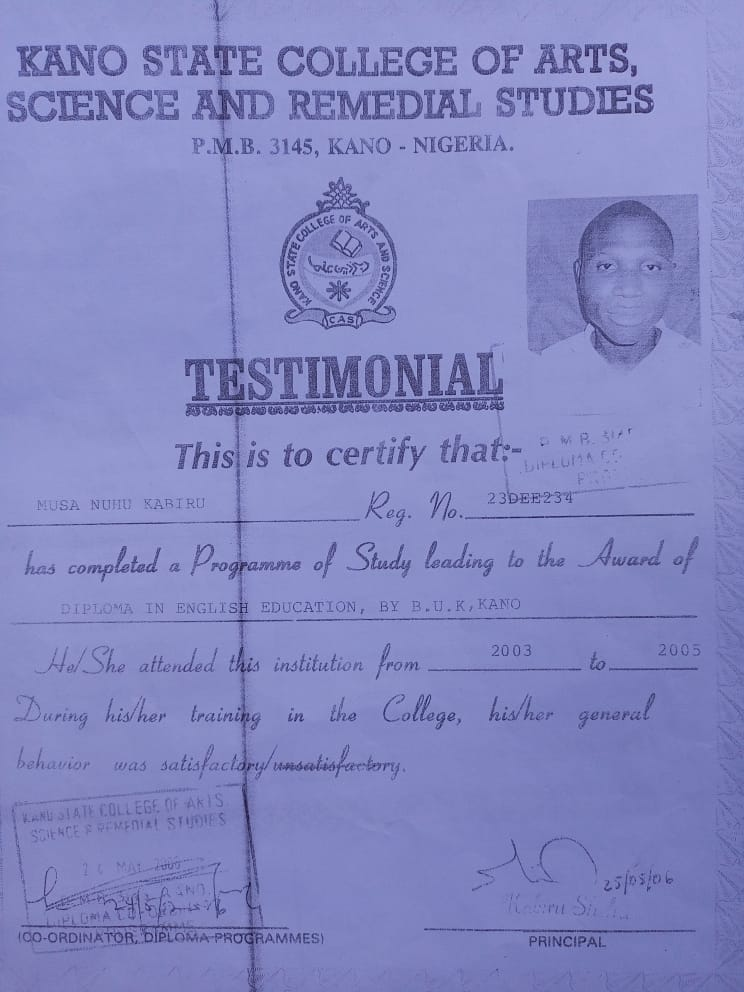 KANO STATE COLLEGE OF ARTS,
SCIENCE AND REMEDIAL STUDIES
P.M.B. 3145, KANO - NIGERIA.
KANO STATE COLLEGE OF ARTS AND SCIENCE
CAS
TESTIMONIAL
This is to certify that:-
P M B. 31
DIPLOMA
MUSA NUHU KABIRU Reg. No. 23DEE234
has completed a Programme of Study leading to the Award of
DIPLOMA IN ENGLISH EDUCATION, BY B.U.K,KANO
He/She attended this institution from 2003 to 2005
During his/her training in the College, his/her general
behavior was satisfactory/unsatisfactory.
KANO STATE COLLEGE OF ARTS
SCIENCE & REMEDIAL STUDIES
DIPLOMA
25/05/06
(CO-ORDINATOR, DIPLOMA PROGRAMMES)
PRINCIPAL